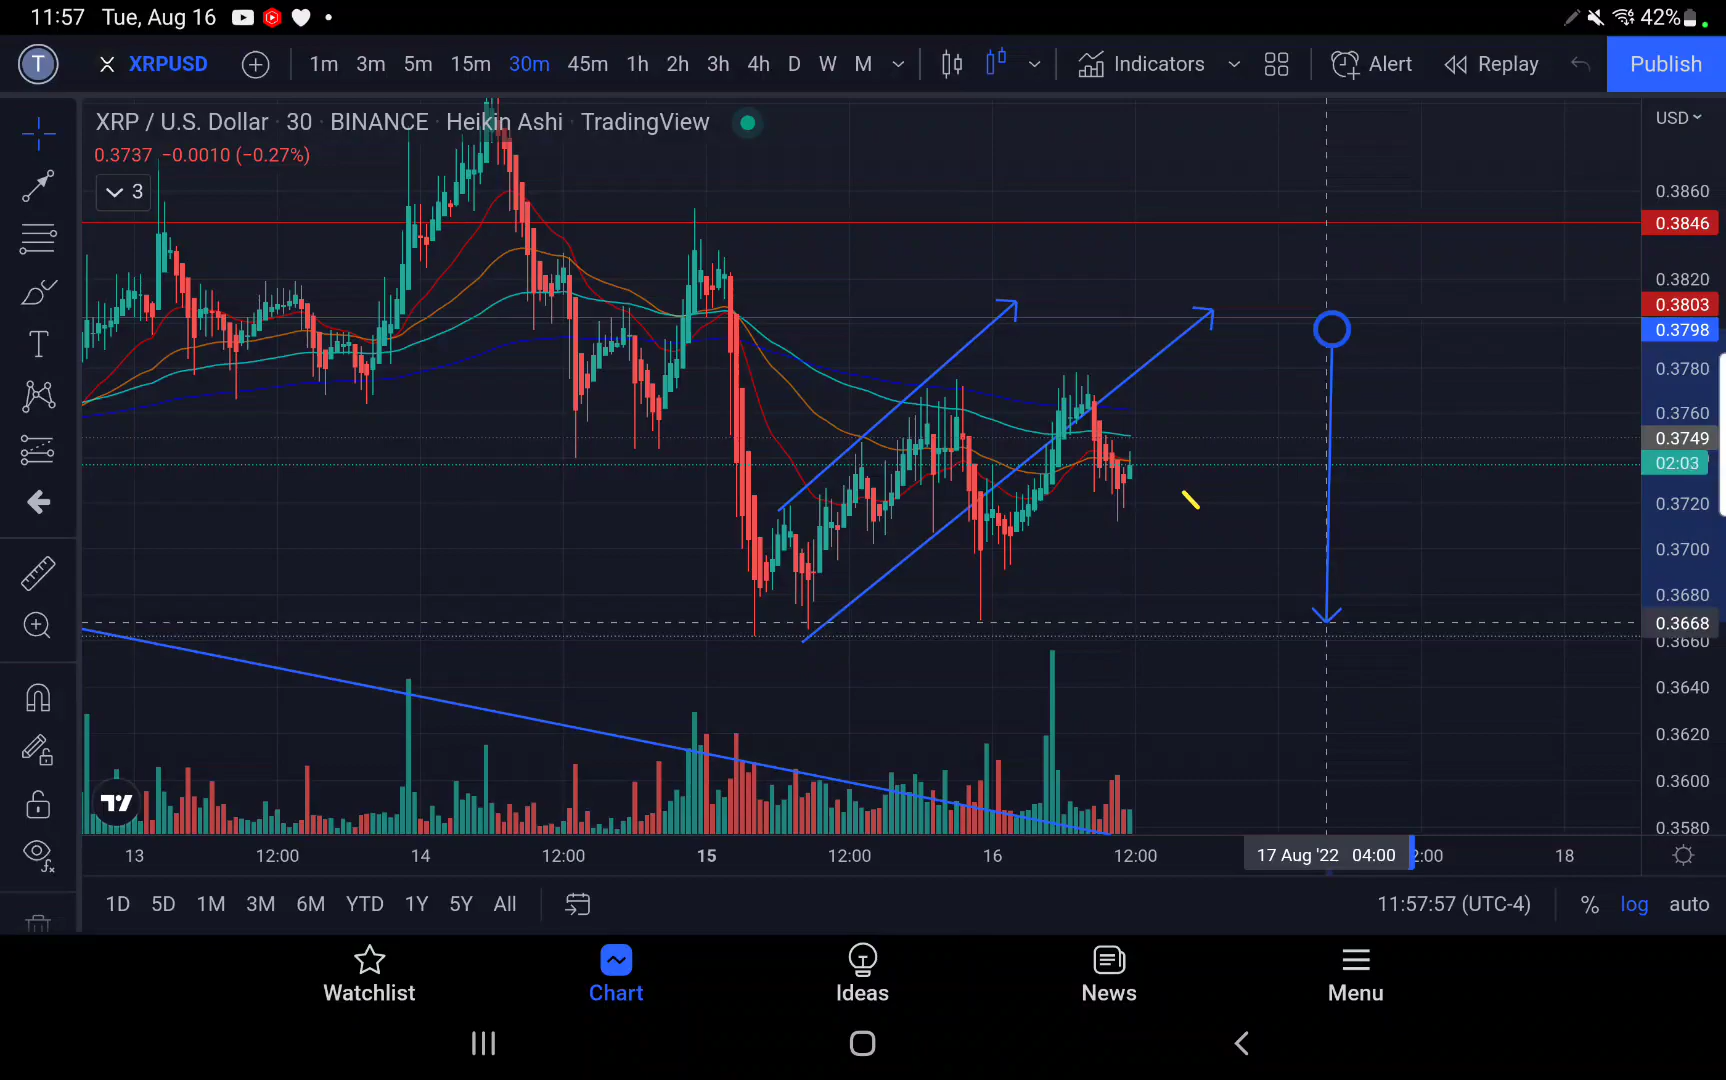 11:57 Tue, Aug 16 42%
T XRPUSD 1m 3m 5m 15m 30m 45m 1h 2h 3h 4h D W M Indicators Alert Replay Publish
XRP / U.S. Dollar · 30 · BINANCE · Heikin Ashi · TradingView
USD
0.3737 −0.0010 (−0.27%)
3
0.3860
0.3846
0.3820
0.3803
0.3798
0.3780
0.3760
0.3749
02:03
0.3720
0.3700
0.3680
0.3668
0.3660
0.3640
0.3620
0.3600
0.3580
13 12:00 14 12:00 15 12:00 16 12:00 17 Aug '22 04:00 2:00 18
1D 5D 1M 3M 6M YTD 1Y 5Y All 11:57:57 (UTC-4) % log auto
Watchlist Chart Ideas News Menu